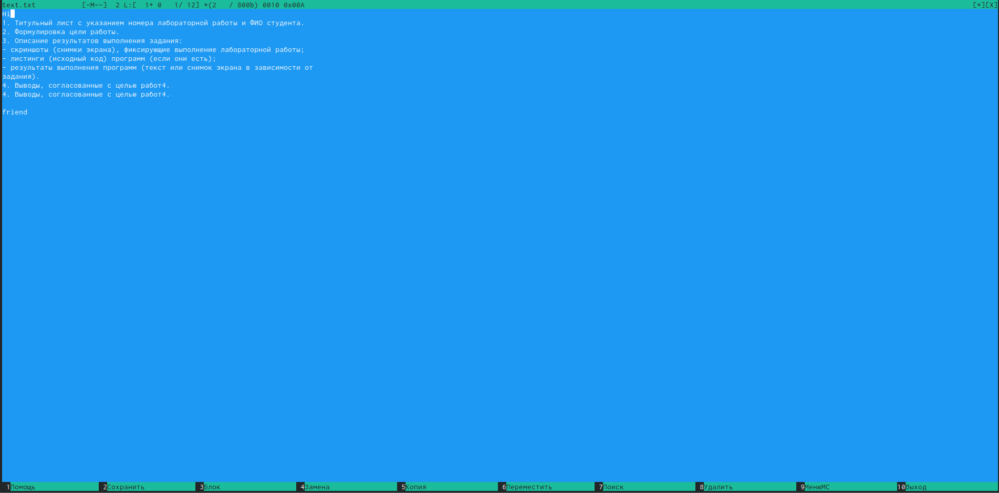 text.txt [-M--] 2 L:[ 1+ 0 1/ 12] *(2 / 800b) 0010 0x00A [*][X]
Hi
1. Титульный лист с указанием номера лабораторной работы и ФИО студента.
2. Формулировка цели работы.
3. Описание результатов выполнения задания:
- скриншоты (снимки экрана), фиксирующие выполнение лабораторной работы;
- листинги (исходный код) программ (если они есть);
- результаты выполнения программ (текст или снимок экрана в зависимости от
задания).
4. Выводы, согласованные с целью работ4.
4. Выводы, согласованные с целью работ4.
friend
1Помощь 2Сохранить 3Блок 4Замена 5Копия 6Переместить 7Поиск 8Удалить 9МенюMC 10Выход